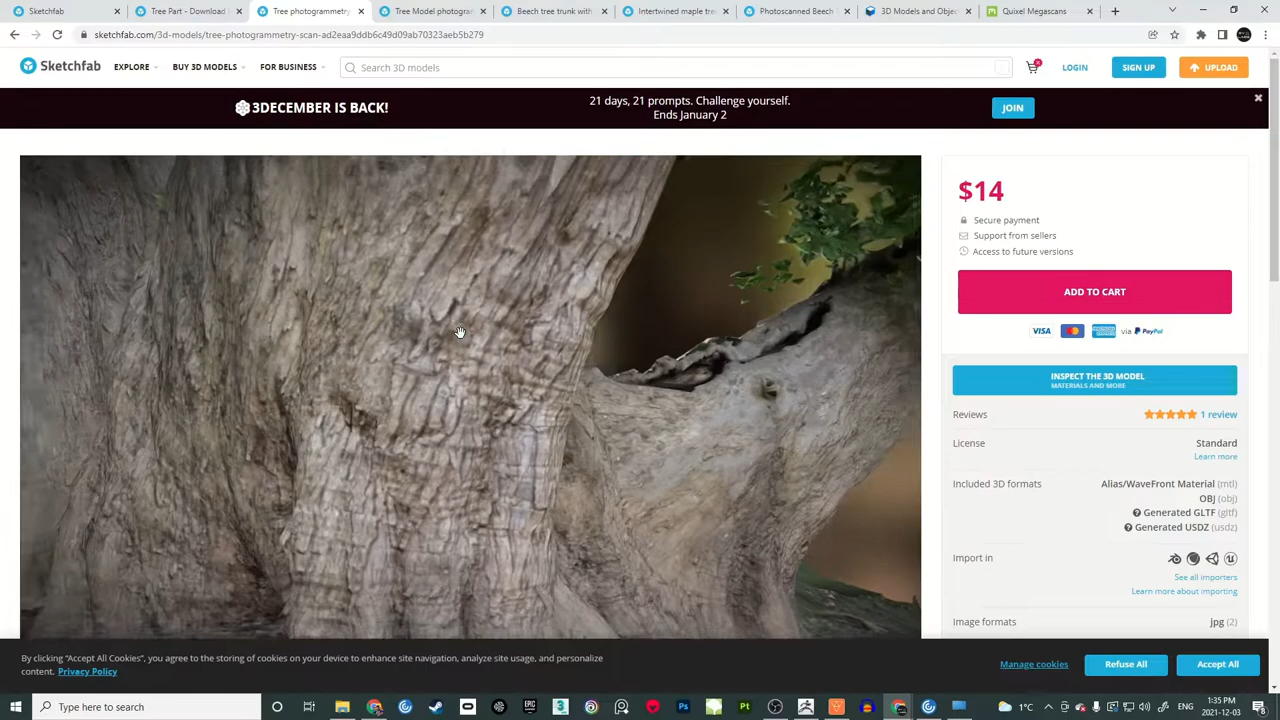 Tree Part - Download
Tree photogrammetry
Tree Model photogra
Beech tree trunk with
Intertwined maple tre
Photoscanned Beech
3D Models and Objec
Quixel Megascans
sketchfab.com/3d-models/tree-photogrammetry-scan-ad2eaa9ddb6c49d09ab70323aeb5b279
Sketchfab
EXPLORE
BUY 3D MODELS
FOR BUSINESS
Search 3D models
LOGIN
SIGN UP
UPLOAD
3DECEMBER IS BACK!
21 days, 21 prompts. Challenge yourself.
Ends January 2
JOIN
$14
Secure payment
Support from sellers
Access to future versions
ADD TO CART
VISA
via PayPal
INSPECT THE 3D MODEL
MATERIALS AND MORE
Reviews
1 review
License
Standard
Learn more
Included 3D formats
Alias/WaveFront Material (mtl)
OBJ (obj)
Generated GLTF (gltf)
Generated USDZ (usdz)
Import in
See all importers
Learn more about importing
Image formats
jpg (2)
By clicking “Accept All Cookies”, you agree to the storing of cookies on your device to enhance site navigation, analyze site usage, and personalize
content. Privacy Policy
Manage cookies
Refuse All
Accept All
Type here to search
1°C
ENG
1:35 PM
2021-12-03